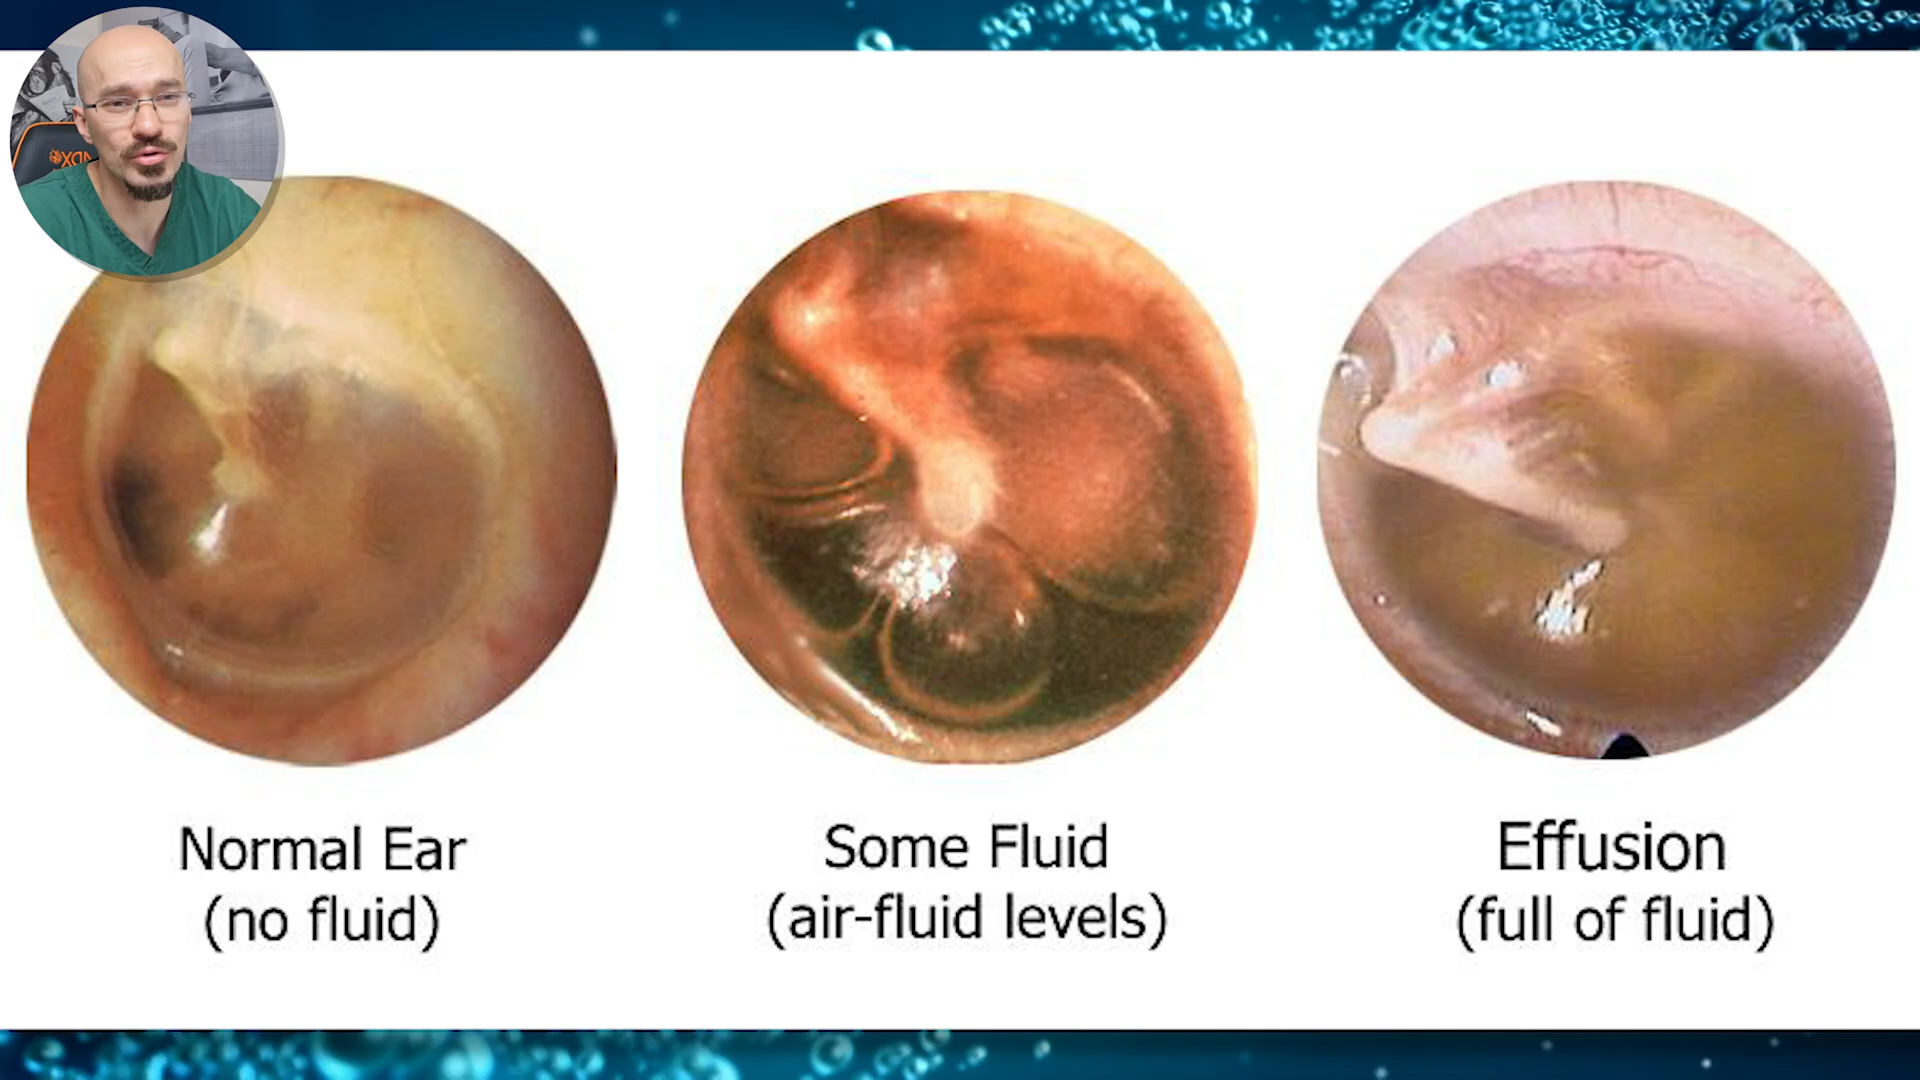 Normal Ear
(no fluid)
Some Fluid
(air-fluid levels)
Effusion
(full of fluid)